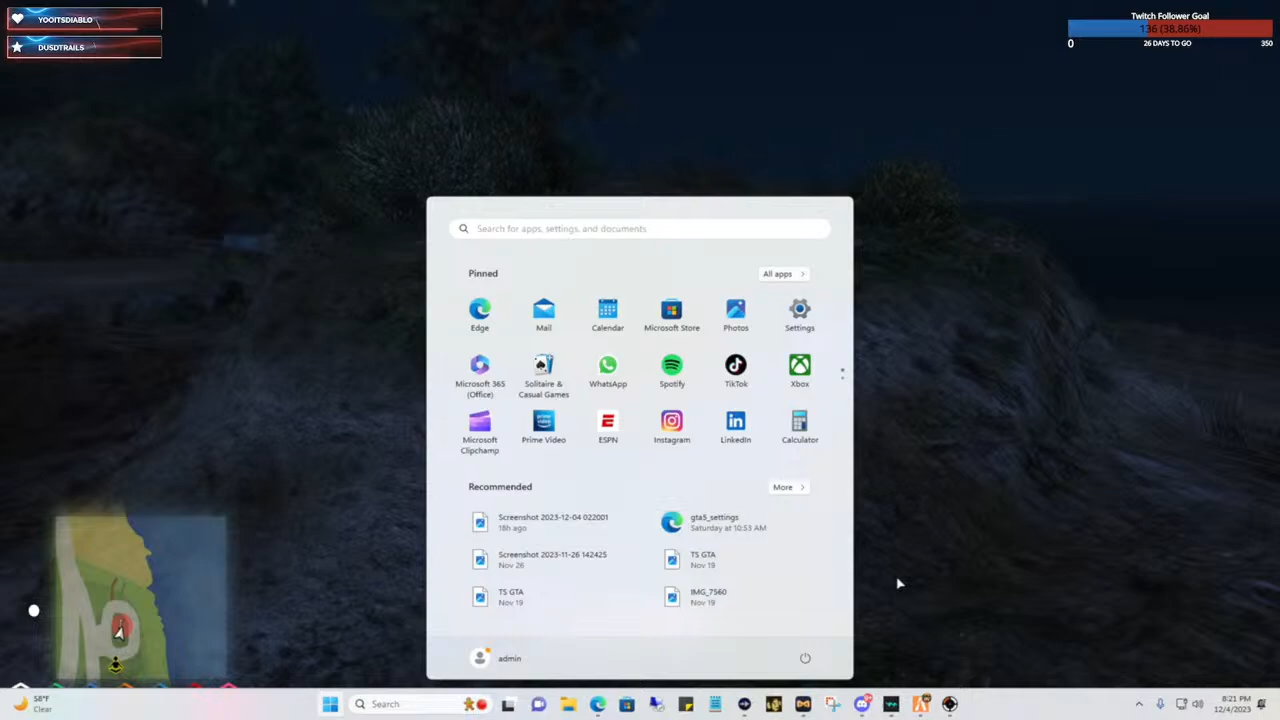 YOOITSDIABLO
DUSDTRAILS
Twitch Follower Goal
136 (38.86%)
0
26 DAYS TO GO
350
Search for apps, settings, and documents
Pinned
All apps
Edge
Mail
Calendar
Microsoft Store
Photos
Settings
Microsoft 365
(Office)
Solitaire &
Casual Games
WhatsApp
Spotify
TikTok
Xbox
Microsoft
Clipchamp
Prime Video
ESPN
Instagram
LinkedIn
Calculator
Recommended
More
Screenshot 2023-12-04 022001
18h ago
gta5_settings
Saturday at 10:53 AM
Screenshot 2023-11-26 142425
Nov 26
TS GTA
Nov 19
TS GTA
Nov 19
IMG_7560
Nov 19
admin
58°F
Clear
Search
8:21 PM
12/4/2023